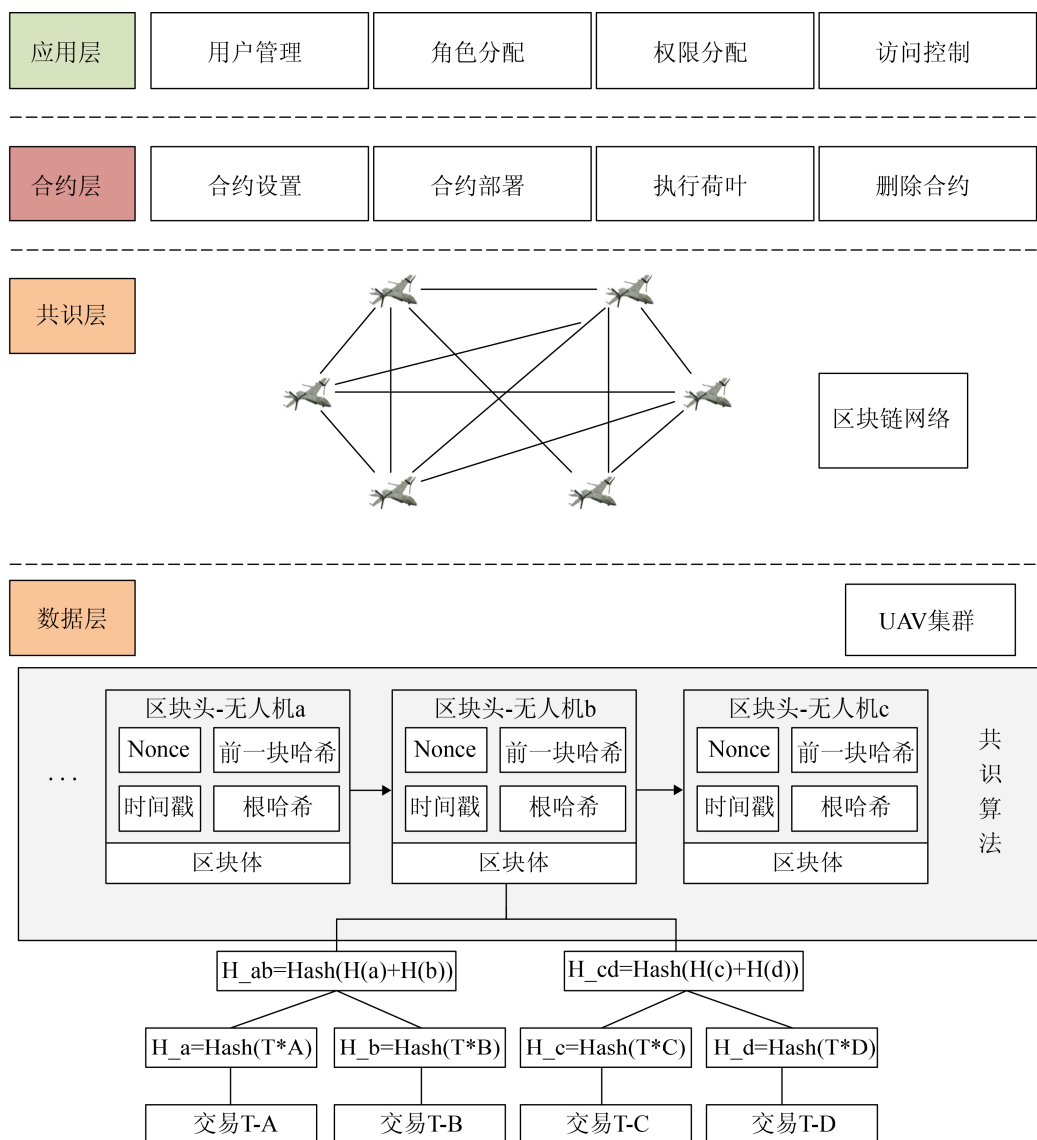 应用层
用户管理
角色分配
权限分配
访问控制
合约层
合约设置
合约部署
执行荷叶
删除合约
共识层
区块链网络
数据层
UAV集群
...
区块头-无人机a
Nonce
前一块哈希
时间戳
根哈希
区块体
区块头-无人机b
Nonce
前一块哈希
时间戳
根哈希
区块体
区块头-无人机c
Nonce
前一块哈希
时间戳
根哈希
区块体
共
识
算
法
H_ab=Hash(H(a)+H(b))
H_cd=Hash(H(c)+H(d))
H_a=Hash(T*A)
H_b=Hash(T*B)
H_c=Hash(T*C)
H_d=Hash(T*D)
交易T-A
交易T-B
交易T-C
交易T-D